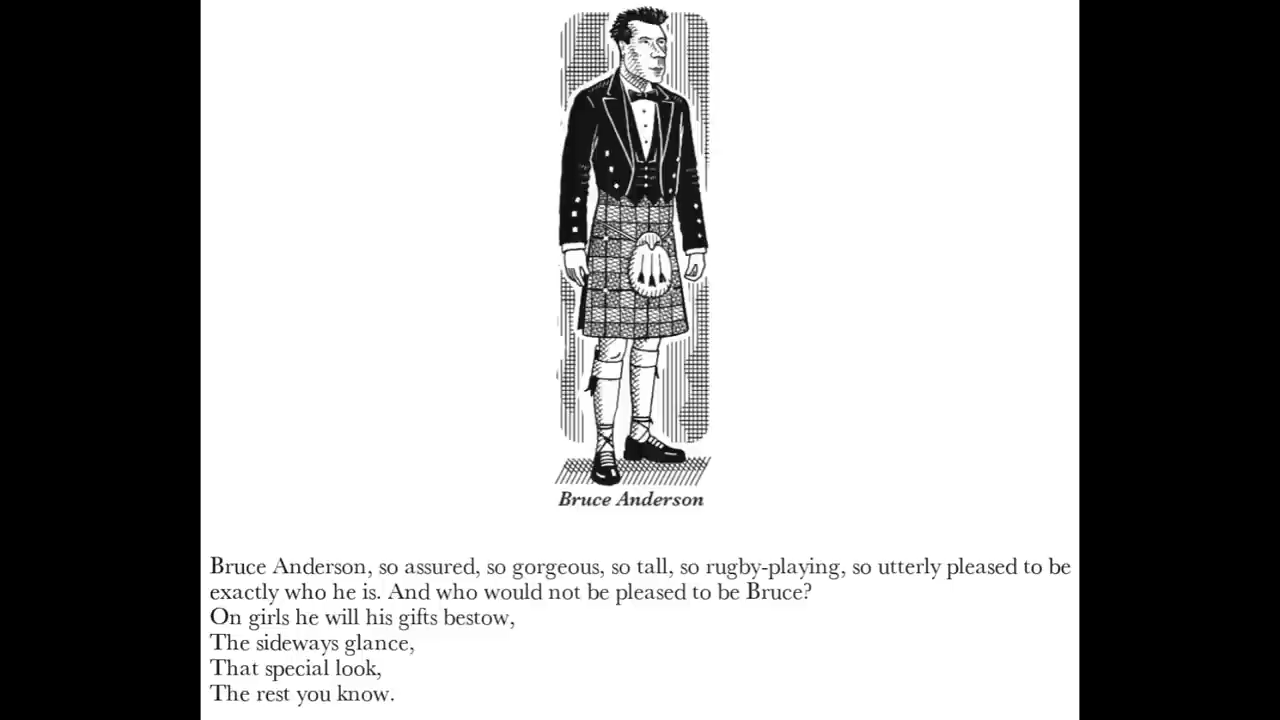 Bruce Anderson
Bruce Anderson, so assured, so gorgeous, so tall, so rugby-playing, so utterly pleased to be
exactly who he is. And who would not be pleased to be Bruce?
On girls he will his gifts bestow,
The sideways glance,
That special look,
The rest you know.